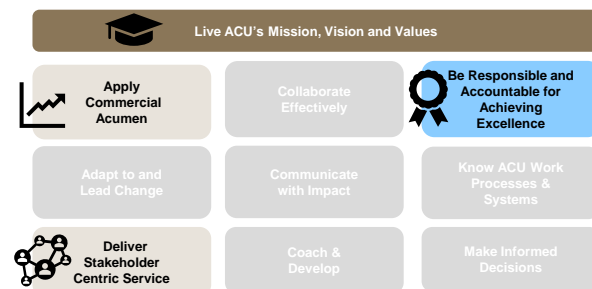 Live ACU's Mission, Vision and Values
Apply
Commercial
Acumen
Collaborate
Effectively
Be Responsible and
Accountable for
Achieving
Excellence
Adapt to and
Lead Change
Communicate
with Impact
Know ACU Work
Processes &
Systems
Deliver
Stakeholder
Centric Service
Coach &
Develop
Make Informed
Decisions